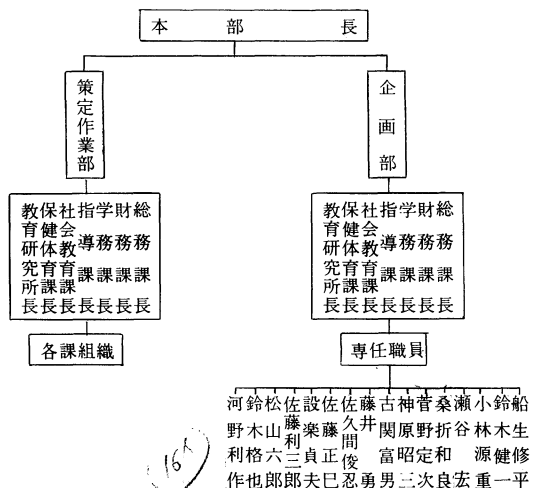 本部長
企画部
総務課長
財務課長
学務課長
指導課長
社会教育課長
保健体育課長
教育研究所長
専任職員
船生修平
鈴木健一
小林源重
瀬谷宏
桑折和良
菅野定次
神原昭三
古関富男
藤井勇
佐久間俊忍
佐藤正巳
設楽貞夫
佐藤利三郎
松山六郎
鈴木格也
河野利作
策定作業部
総務課長
財務課長
学務課長
指導課長
社会教育課長
保健体育課長
教育研究所長
各課組織
(16人)